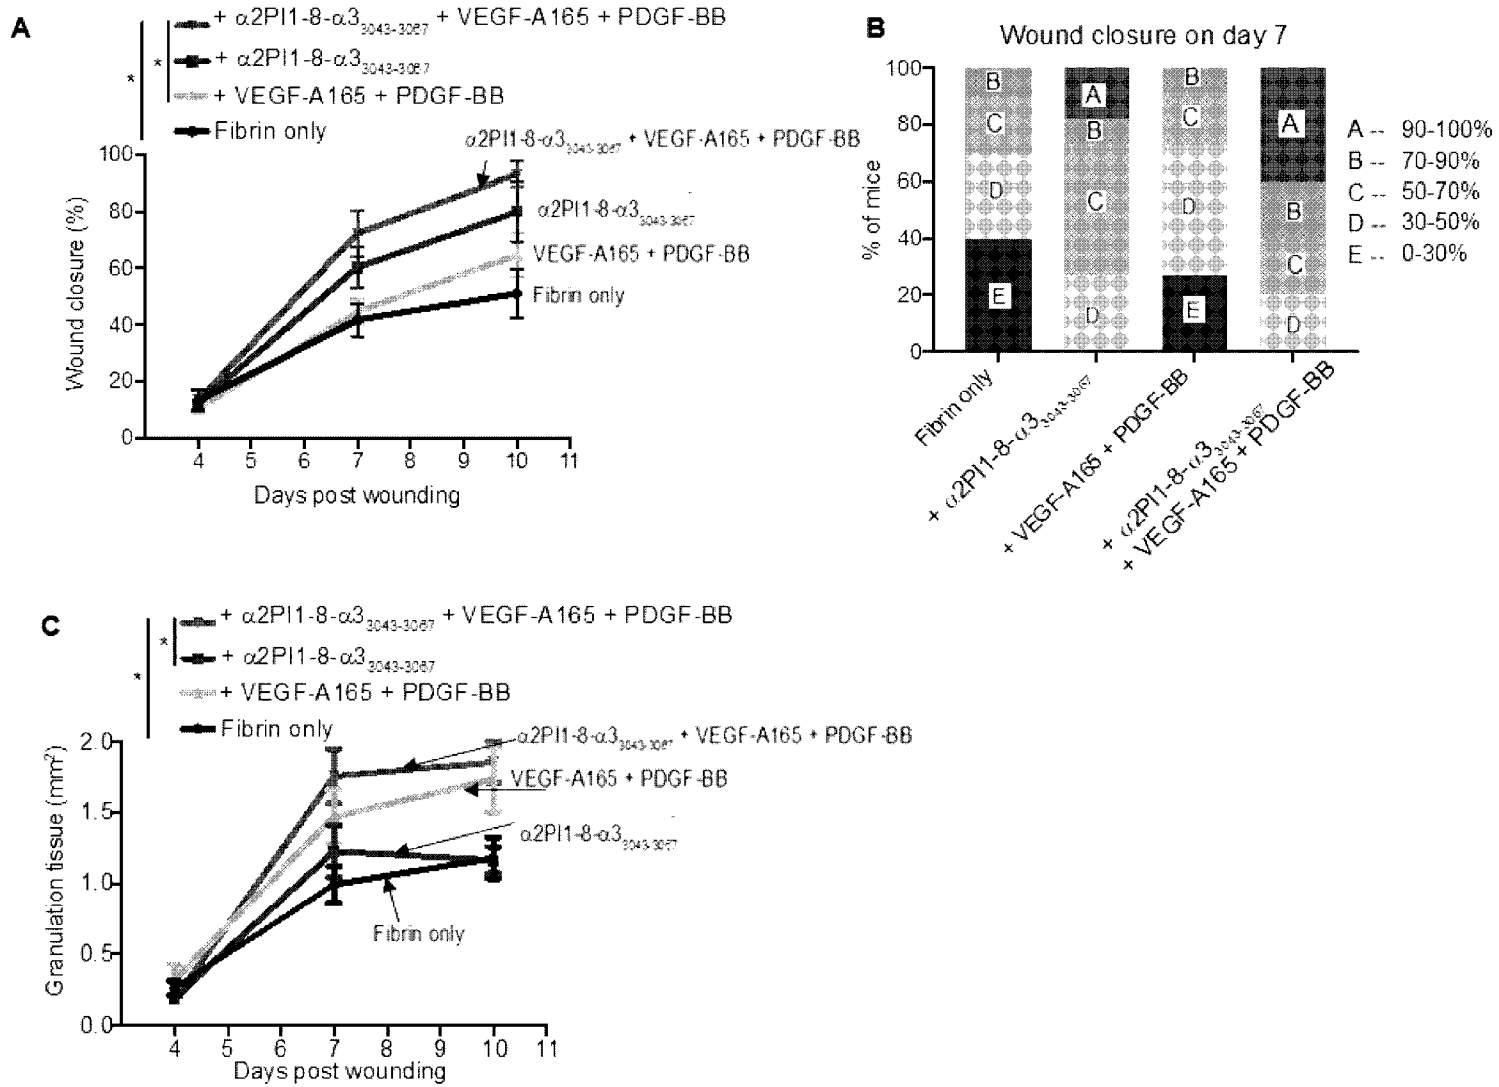 A
+ α2PI1-8-α3₃₀₄₃₋₃₀₆₇ + VEGF-A165 + PDGF-BB
+ α2PI1-8-α3₃₀₄₃₋₃₀₆₇
+ VEGF-A165 + PDGF-BB
Fibrin only
*
*
Wound closure (%)
100
80
60
40
20
0
4 5 6 7 8 9 10 11
Days post wounding
α2PI1-8-α3₃₀₄₃₋₃₀₆₇ + VEGF-A165 + PDGF-BB
α2PI1-8-α3₃₀₄₃₋₃₀₆₇
VEGF-A165 + PDGF-BB
Fibrin only
B
Wound closure on day 7
% of mice
100
80
60
40
20
0
B A B A
C B C
D C D B
C
E D E D
Fibrin only
+ α2PI1-8-α3₃₀₄₃₋₃₀₆₇
+ VEGF-A165 + PDGF-BB
+ α2PI1-8-α3₃₀₄₃₋₃₀₆₇
+ VEGF-A165 + PDGF-BB
A -- 90-100%
B -- 70-90%
C -- 50-70%
D -- 30-50%
E -- 0-30%
C
+ α2PI1-8-α3₃₀₄₃₋₃₀₆₇ + VEGF-A165 + PDGF-BB
+ α2PI1-8-α3₃₀₄₃₋₃₀₆₇
+ VEGF-A165 + PDGF-BB
Fibrin only
*
*
Granulation tissue (mm²)
2.0
1.5
1.0
0.5
0.0
4 5 6 7 8 9 10 11
Days post wounding
α2PI1-8-α3₃₀₄₃₋₃₀₆₇ + VEGF-A165 + PDGF-BB
VEGF-A165 + PDGF-BB
α2PI1-8-α3₃₀₄₃₋₃₀₆₇
Fibrin only